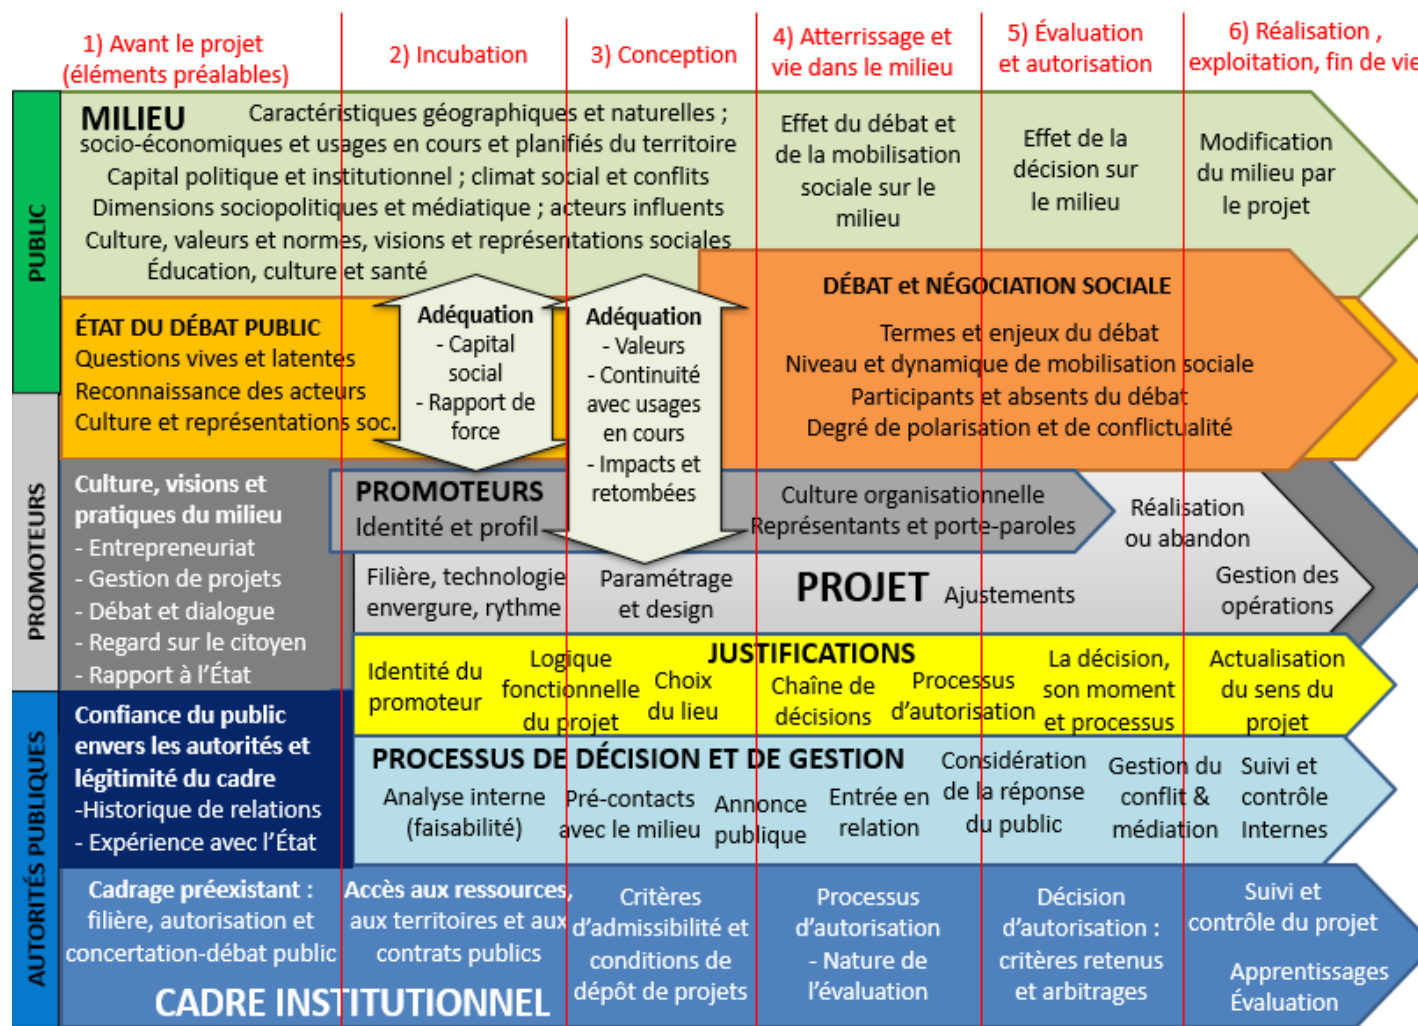 1) Avant le projet
(éléments préalables)
2) Incubation
3) Conception
4) Atterrissage et
vie dans le milieu
5) Évaluation
et autorisation
6) Réalisation ,
exploitation, fin de vie
PUBLIC
MILIEU
Caractéristiques géographiques et naturelles ;
socio-économiques et usages en cours et planifiés du territoire
Capital politique et institutionnel ; climat social et conflits
Dimensions sociopolitiques et médiatique ; acteurs influents
Culture, valeurs et normes, visions et représentations sociales
Éducation, culture et santé
Effet du débat et
de la mobilisation
sociale sur le
milieu
Effet de la
décision sur
le milieu
Modification
du milieu par
le projet
ÉTAT DU DÉBAT PUBLIC
Questions vives et latentes
Reconnaissance des acteurs
Culture et représentations soc.
Adéquation
- Capital
social
- Rapport de
force
Adéquation
- Valeurs
- Continuité
avec usages
en cours
- Impacts et
retombées
DÉBAT et NÉGOCIATION SOCIALE
Termes et enjeux du débat
Niveau et dynamique de mobilisation sociale
Participants et absents du débat
Degré de polarisation et de conflictualité
PROMOTEURS
Culture, visions et
pratiques du milieu
- Entrepreneuriat
- Gestion de projets
- Débat et dialogue
- Regard sur le citoyen
- Rapport à l’État
PROMOTEURS
Identité et profil
Culture organisationnelle
Représentants et porte-paroles
Réalisation
ou abandon
Filière, technologie
envergure, rythme
Paramétrage
et design
PROJET
Ajustements
Gestion des
opérations
JUSTIFICATIONS
Identité du
promoteur
Logique
fonctionnelle
du projet
Choix
du lieu
Chaîne de
décisions
Processus
d’autorisation
La décision,
son moment
et processus
Actualisation
du sens du
projet
AUTORITÉS PUBLIQUES
Confiance du public
envers les autorités et
légitimité du cadre
-Historique de relations
- Expérience avec l’État
PROCESSUS DE DÉCISION ET DE GESTION
Analyse interne
(faisabilité)
Pré-contacts
avec le milieu
Annonce
publique
Entrée en
relation
Considération
de la réponse
du public
Gestion du
conflit &
médiation
Suivi et
contrôle
Internes
Cadrage préexistant :
filière, autorisation et
concertation-débat public
Accès aux ressources,
aux territoires et aux
contrats publics
Critères
d’admissibilité et
conditions de
dépôt de projets
Processus
d’autorisation
- Nature de
l’évaluation
Décision
d’autorisation :
critères retenus
et arbitrages
Suivi et
contrôle du projet
Apprentissages
Évaluation
CADRE INSTITUTIONNEL